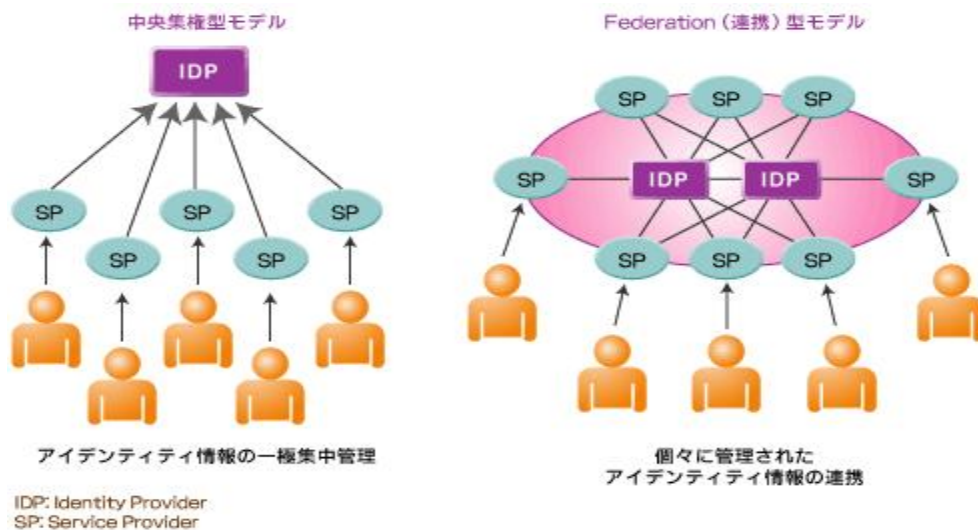 中央集権型モデル
IDP
SP
SP
SP
SP
SP
アイデンティティ情報の一極集中管理
IDP: Identity Provider
SP: Service Provider
Federation（連携）型モデル
SP
SP
SP
SP
IDP
IDP
SP
SP
SP
SP
個々に管理された
アイデンティティ情報の連携